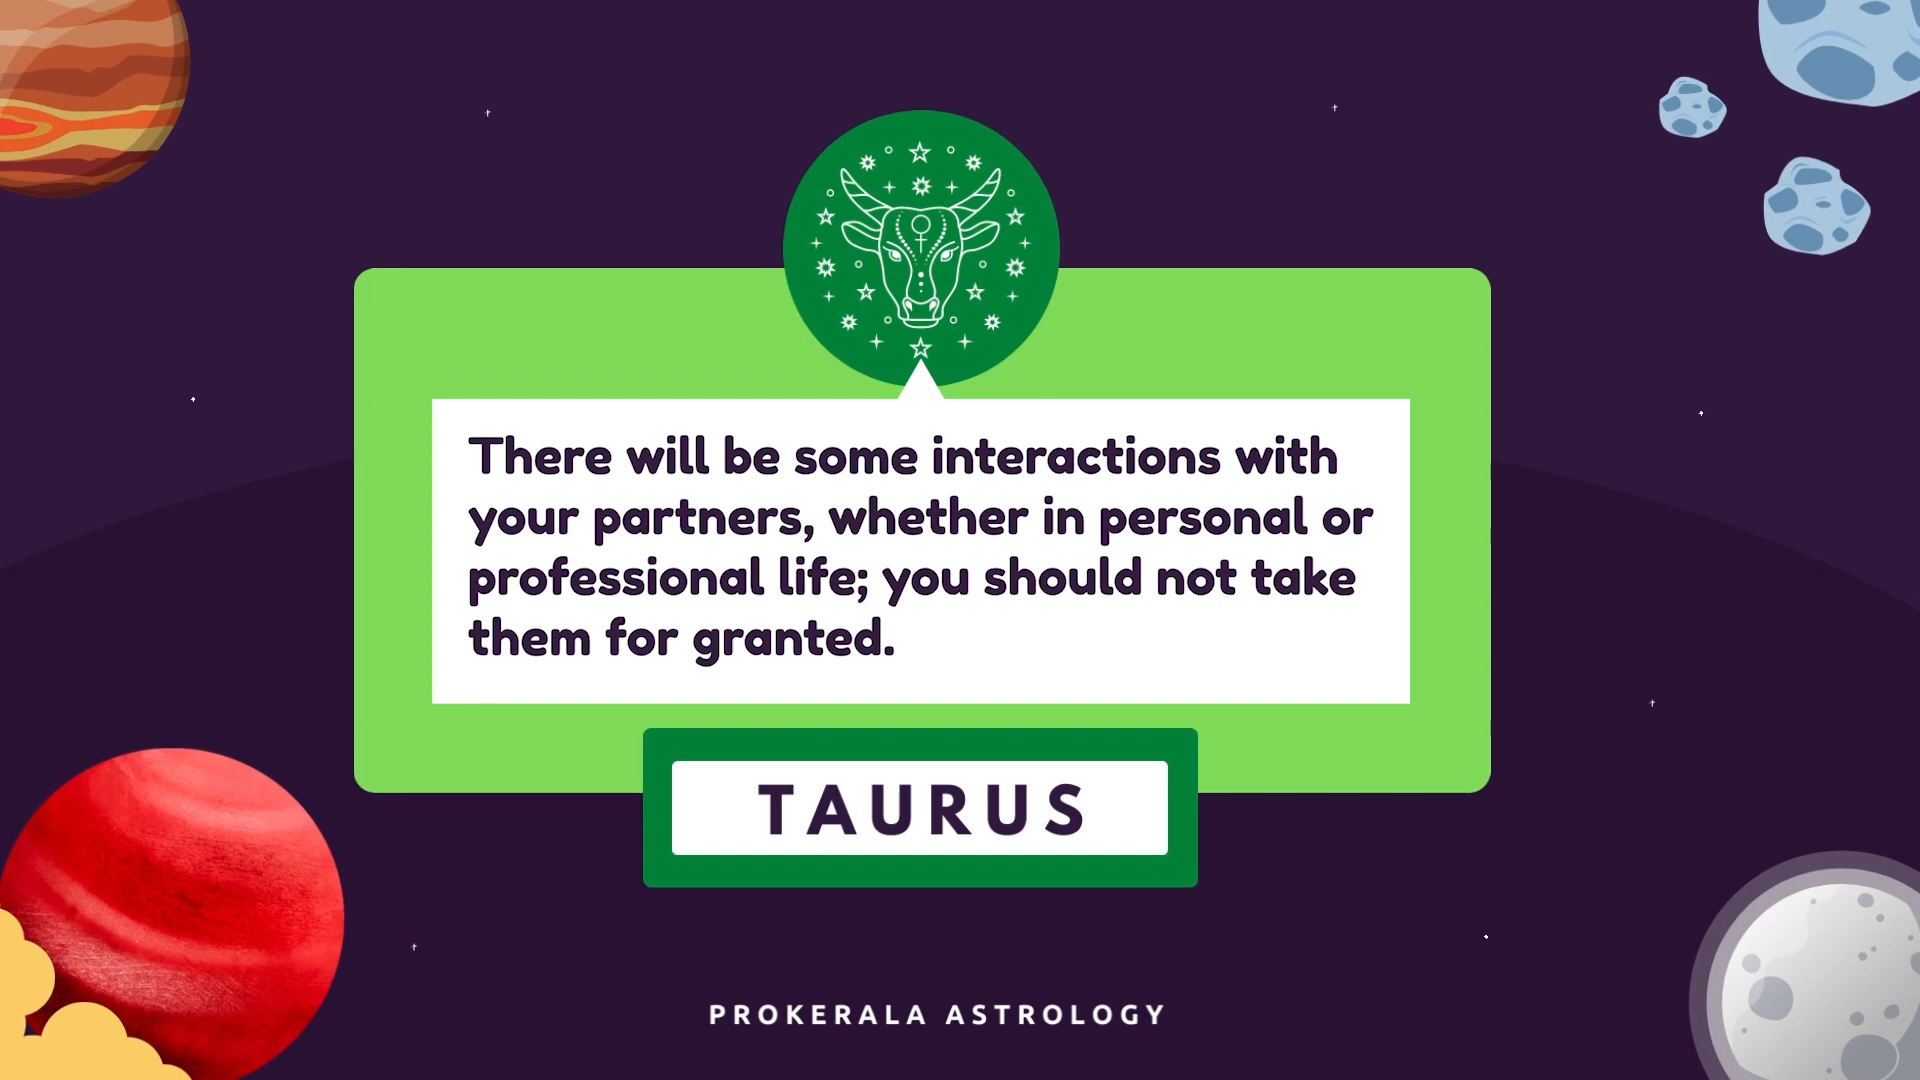 There will be some interactions with
your partners, whether in personal or
professional life; you should not take
them for granted.
TAURUS
PROKERALA ASTROLOGY